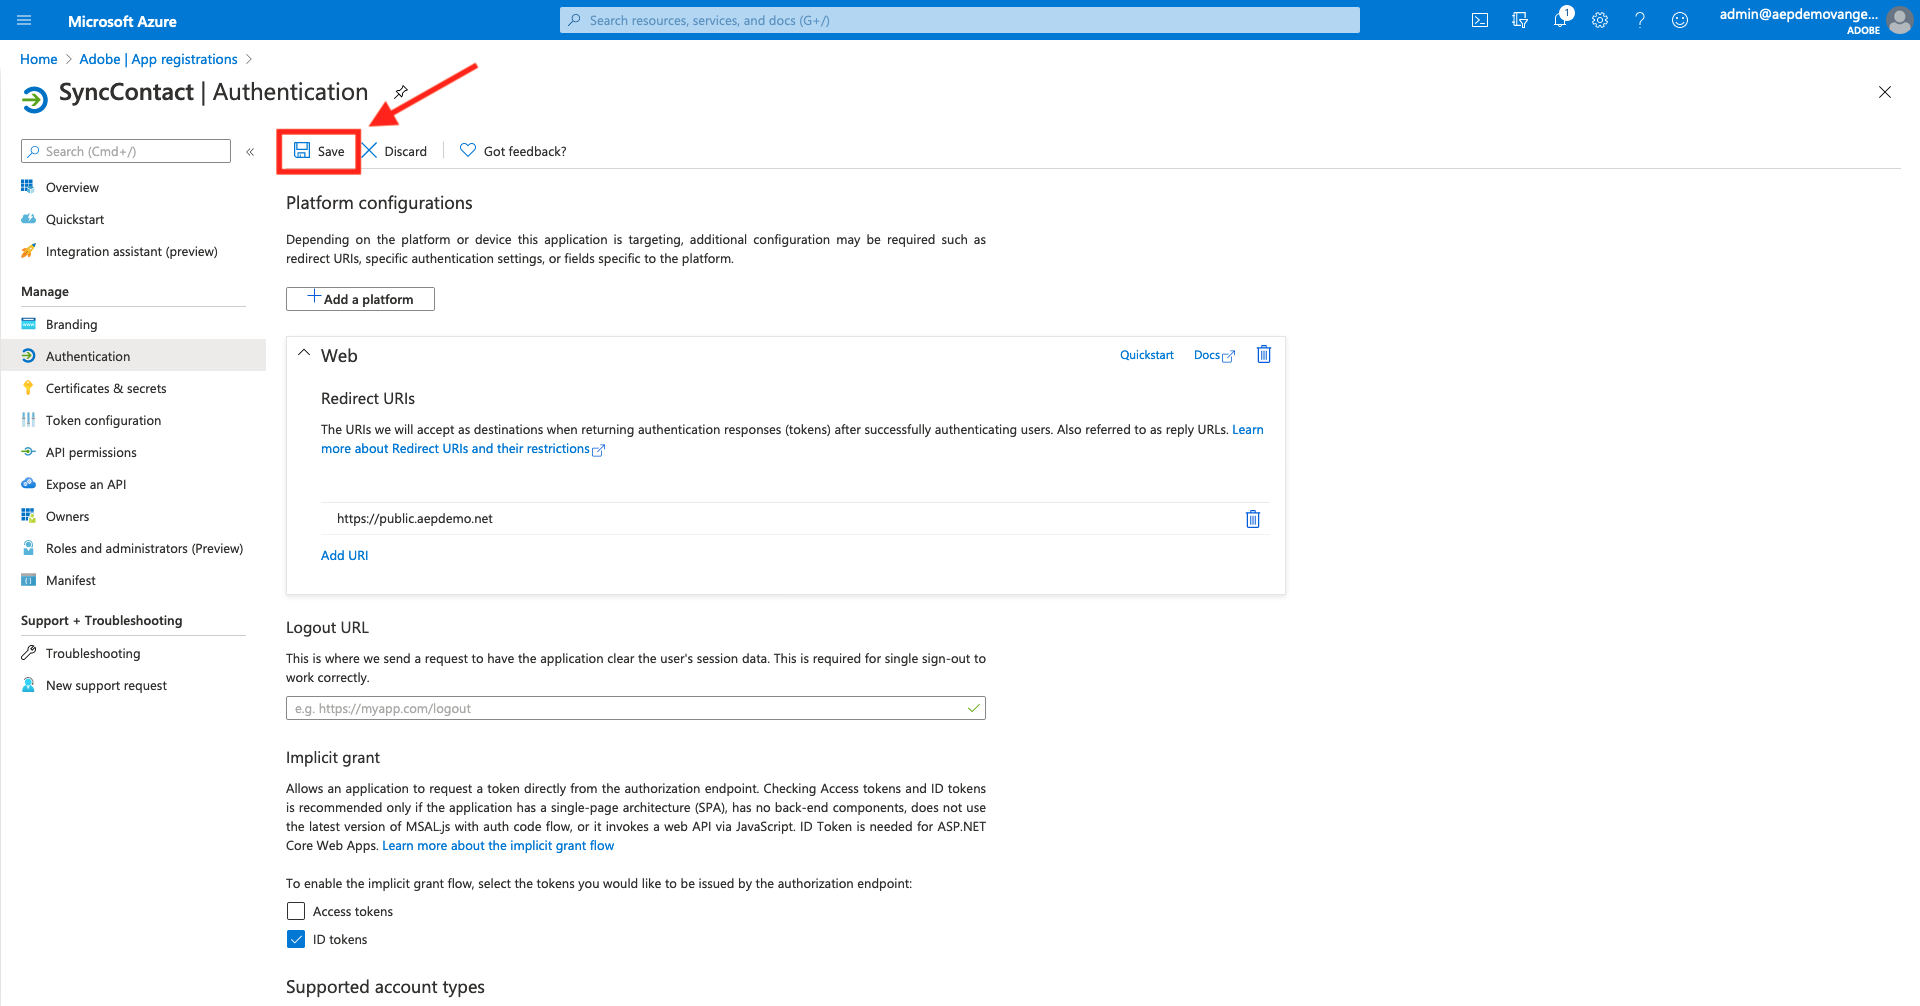 Microsoft Azure
Search resources, services, and docs (G+/)
1
admin@aepdemovange...
ADOBE
Home > Adobe | App registrations >
SyncContact | Authentication
Search (Cmd+/)
«
Save
Discard
Got feedback?
Overview
Quickstart
Integration assistant (preview)
Manage
Branding
Authentication
Certificates & secrets
Token configuration
API permissions
Expose an API
Owners
Roles and administrators (Preview)
Manifest
Support + Troubleshooting
Troubleshooting
New support request
Platform configurations
Depending on the platform or device this application is targeting, additional configuration may be required such as
redirect URIs, specific authentication settings, or fields specific to the platform.
Add a platform
Web
Quickstart
Docs
Redirect URIs
The URIs we will accept as destinations when returning authentication responses (tokens) after successfully authenticating users. Also referred to as reply URLs. Learn
more about Redirect URIs and their restrictions
https://public.aepdemo.net
Add URI
Logout URL
This is where we send a request to have the application clear the user's session data. This is required for single sign-out to
work correctly.
e.g. https://myapp.com/logout
Implicit grant
Allows an application to request a token directly from the authorization endpoint. Checking Access tokens and ID tokens
is recommended only if the application has a single-page architecture (SPA), has no back-end components, does not use
the latest version of MSAL.js with auth code flow, or it invokes a web API via JavaScript. ID Token is needed for ASP.NET
Core Web Apps. Learn more about the implicit grant flow
To enable the implicit grant flow, select the tokens you would like to be issued by the authorization endpoint:
Access tokens
ID tokens
Supported account types